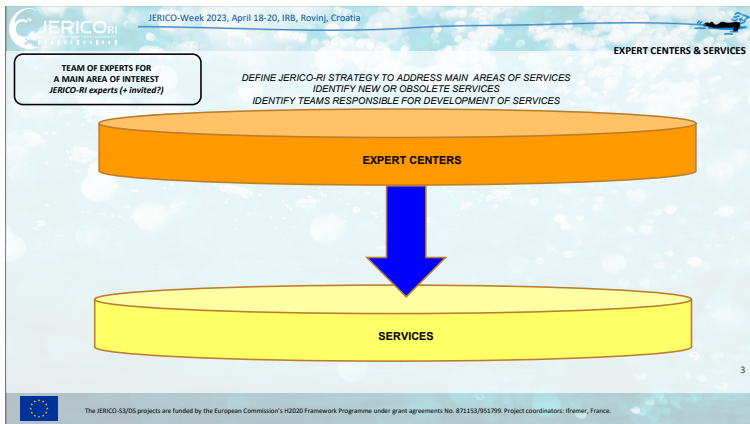 JERICO RI
JERICO-Week 2023, April 18-20, IRB, Rovinj, Croatia
EXPERT CENTERS & SERVICES
TEAM OF EXPERTS FOR
A MAIN AREA OF INTEREST
JERICO-RI experts (+ invited?)
DEFINE JERICO-RI STRATEGY TO ADDRESS MAIN AREAS OF SERVICES
IDENTIFY NEW OR OBSOLETE SERVICES
IDENTIFY TEAMS RESPONSIBLE FOR DEVELOPMENT OF SERVICES
EXPERT CENTERS
SERVICES
3
The JERICO-S3/DS projects are funded by the European Commission's H2020 Framework Programme under grant agreements No. 871153/951799. Project coordinators: Ifremer, France.